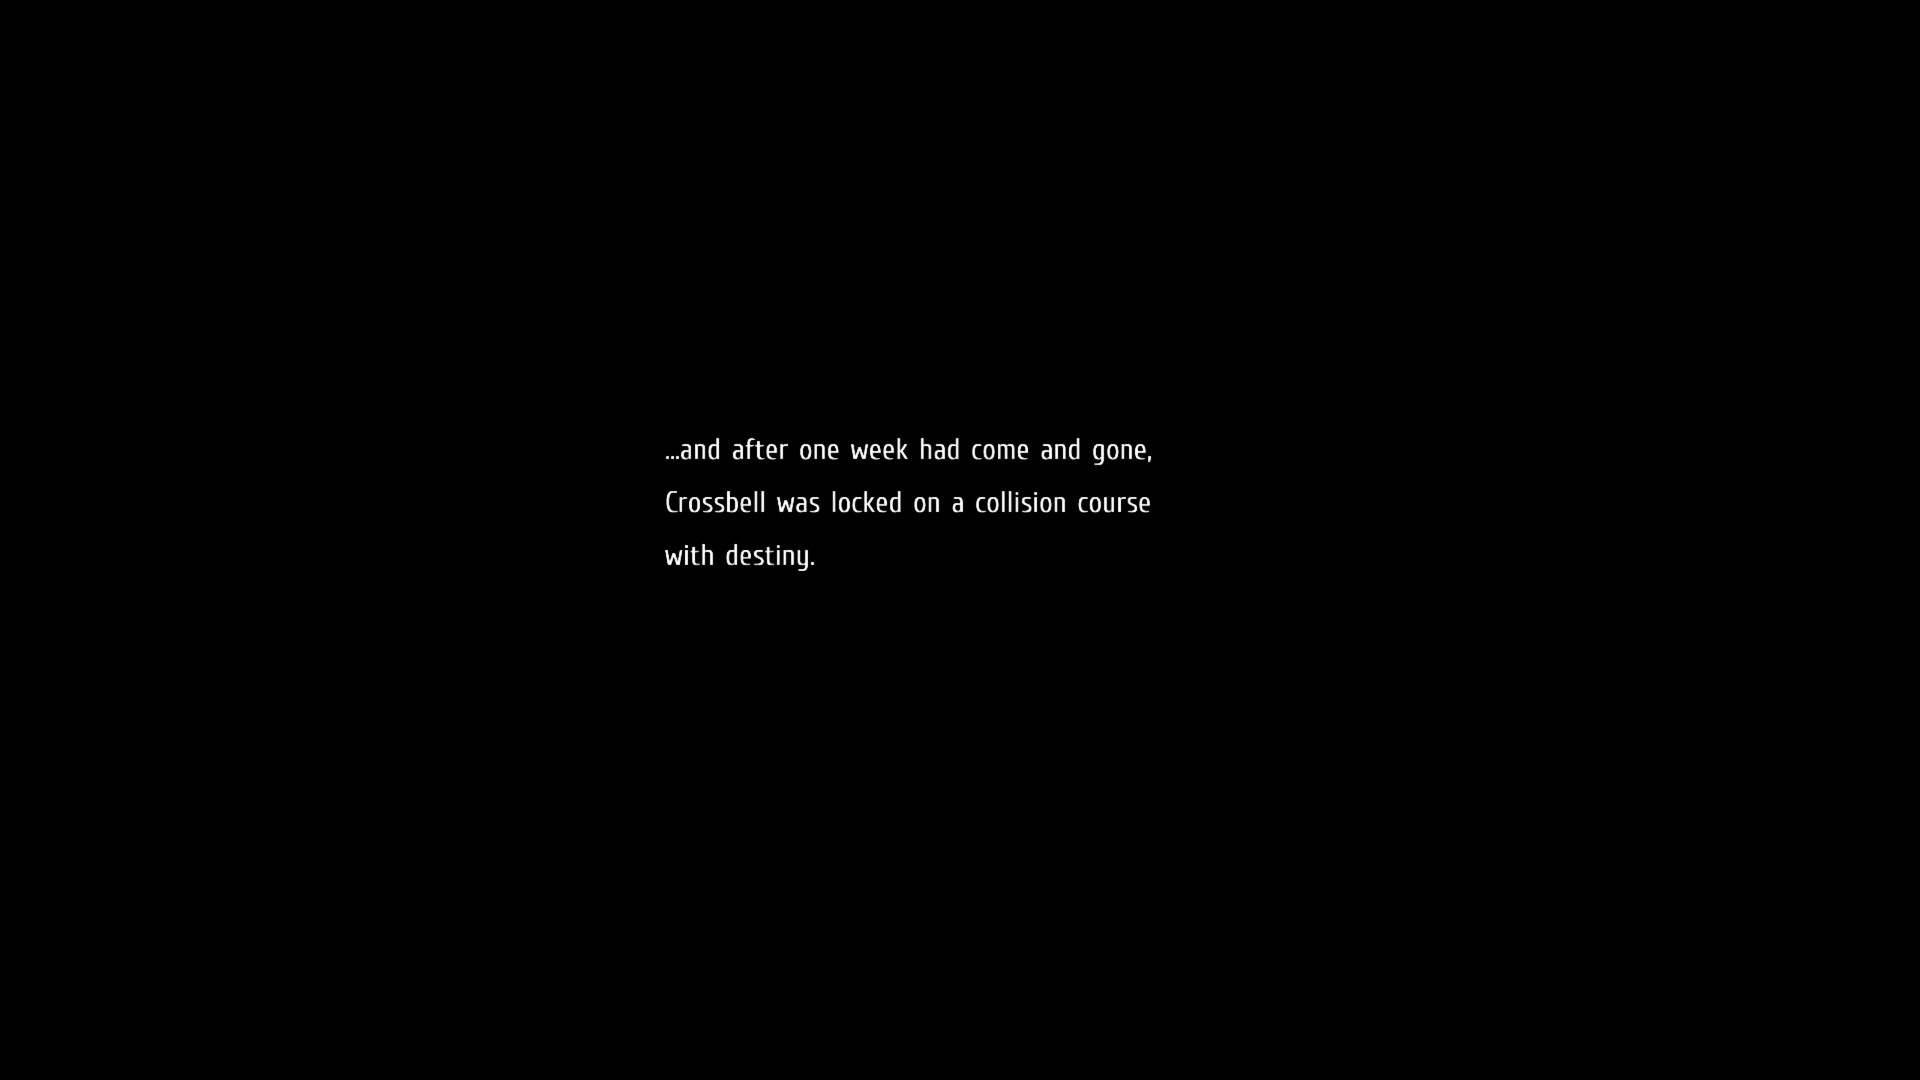 ...and after one week had come and gone,
Crossbell was locked on a collision course
with destiny.